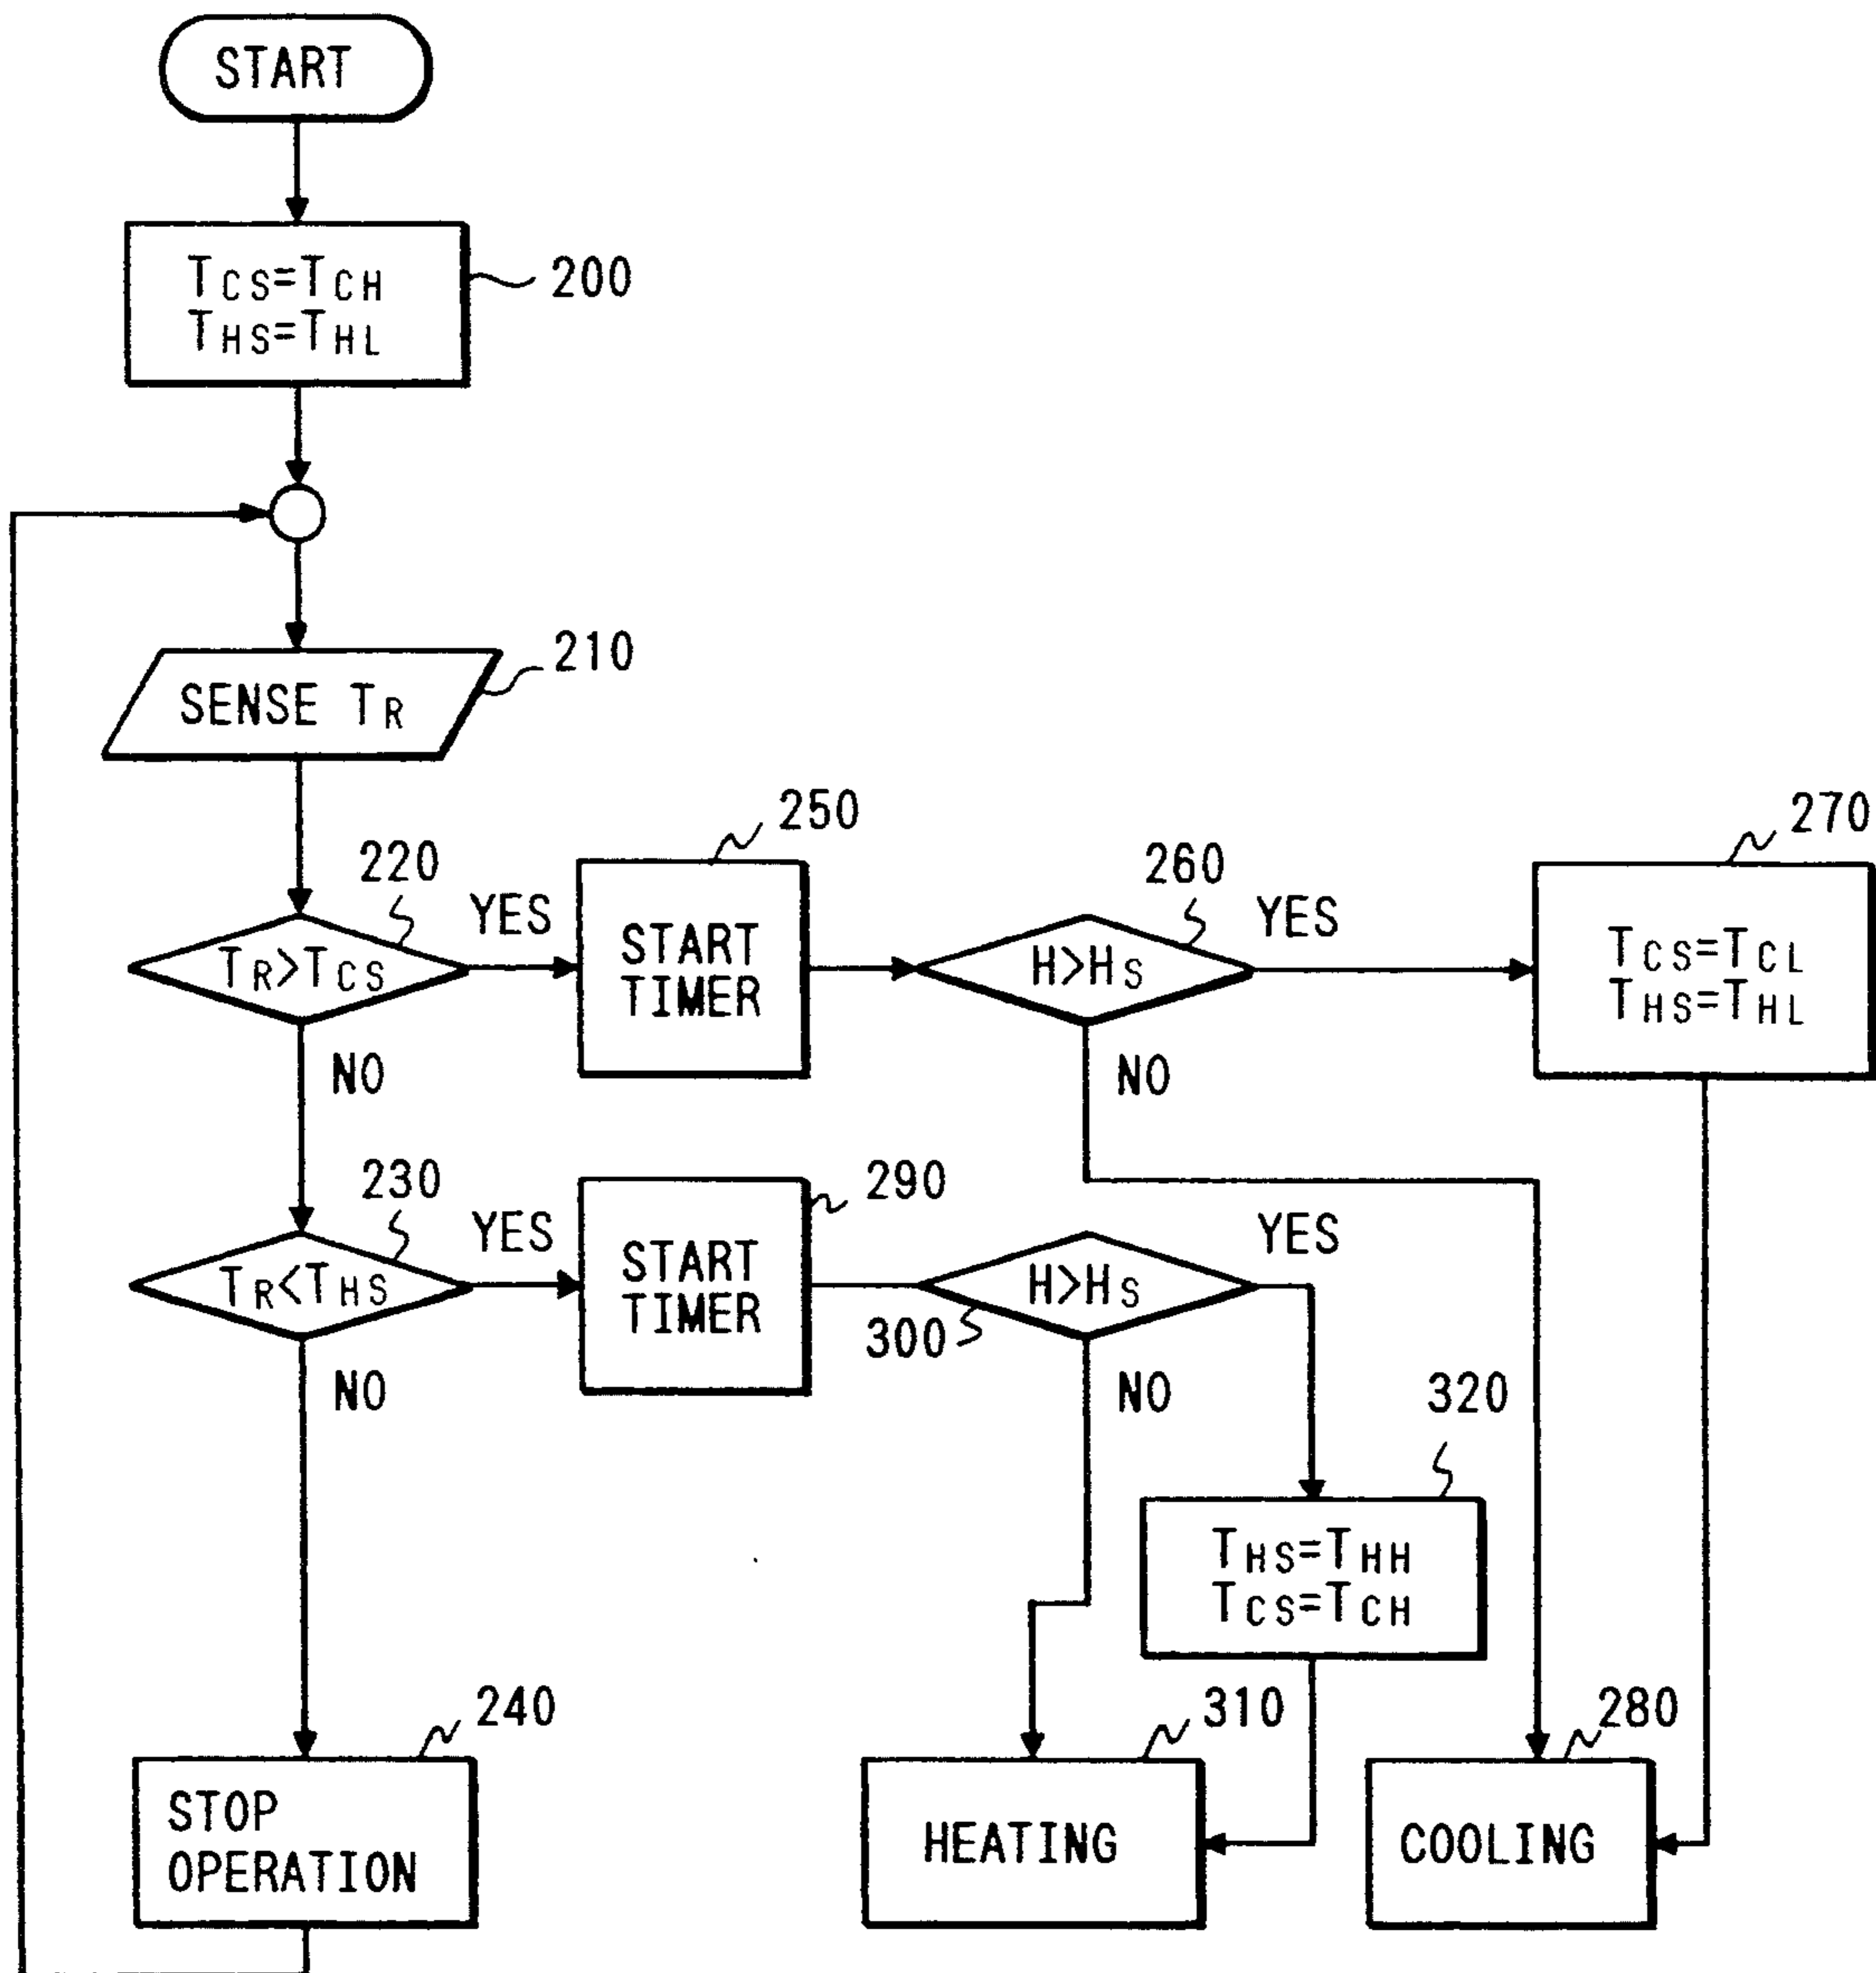 START
TCS=TCH
THS=THL
200
SENSE TR
210
220
TR>TCS
YES
NO
250
START
TIMER
260
H>HS
YES
NO
270
TCS=TCL
THS=THL
230
TR<THS
YES
NO
290
START
TIMER
300
H>HS
YES
NO
320
THS=THH
TCS=TCH
240
STOP
OPERATION
310
HEATING
280
COOLING